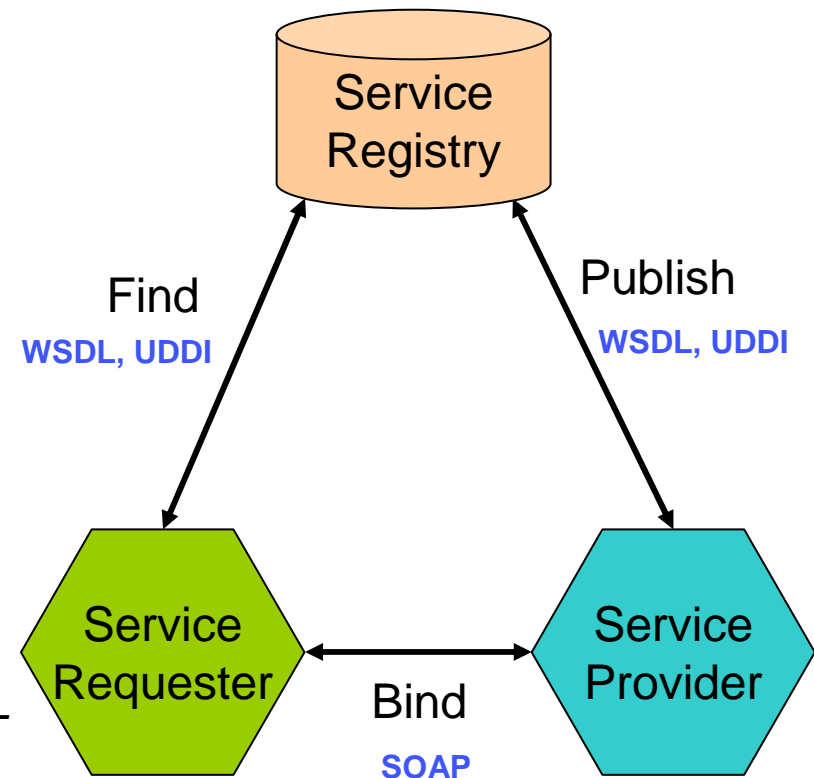 Service
Registry
Find
WSDL, UDDI
Publish
WSDL, UDDI
Service
Requester
Service
Provider
Bind
SOAP